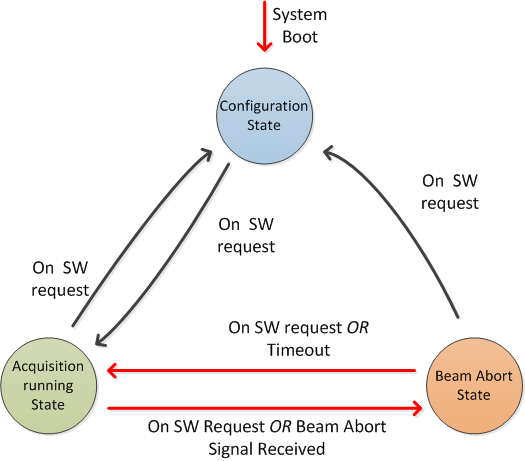 System
Boot
Configuration
State
On SW
request
On SW
request
On SW
request
On SW request OR
Timeout
Acquisition
running
State
Beam Abort
State
On SW Request OR Beam Abort
Signal Received